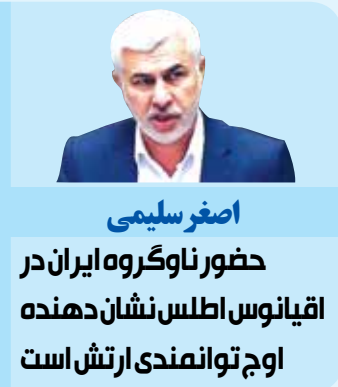 اصغر سلیمی
حضور ناوگروه ایران در
اقیانوس اطلس نشان‌دهنده
اوج توانمندی ارتش است